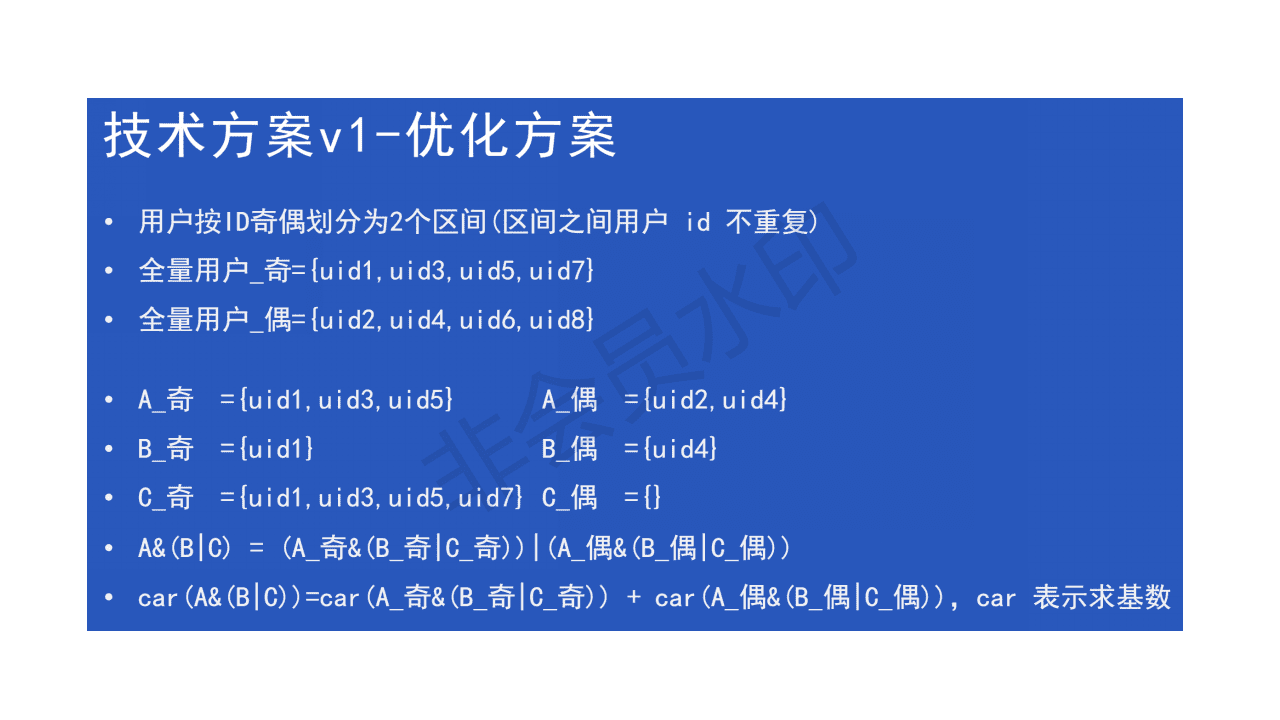 技术方案v1-优化方案
• 用户按ID奇偶划分为2个区间(区间之间用户 id 不重复)
• 全量用户_奇={uid1,uid3,uid5,uid7}
• 全量用户_偶={uid2,uid4,uid6,uid8}
• A_奇 ={uid1,uid3,uid5} A_偶 ={uid2,uid4}
• B_奇 ={uid1} B_偶 ={uid4}
• C_奇 ={uid1,uid3,uid5,uid7} C_偶 ={}
• A&(B|C) = (A_奇&(B_奇|C_奇))|(A_偶&(B_偶|C_偶))
• car(A&(B|C))=car(A_奇&(B_奇|C_奇)) + car(A_偶&(B_偶|C_偶)), car 表示求基数
非会员水印